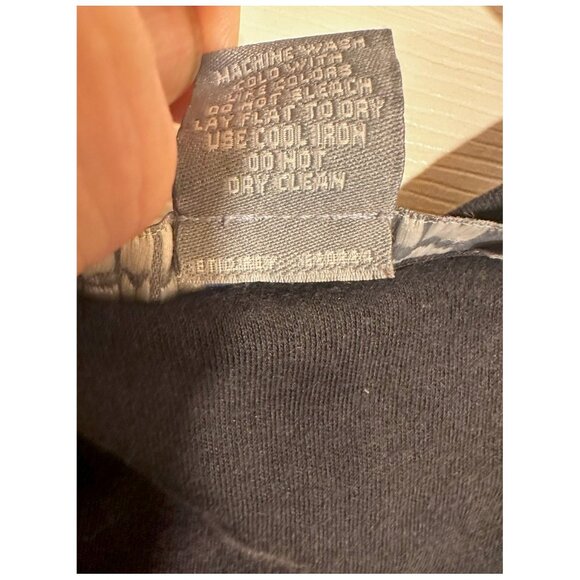 MACHINE WASH
COLD WITH
COLORS
DO NOT BLEACH
LAY FLAT TO DRY
USE COOL IRON
DO NOT
DRY CLEAN